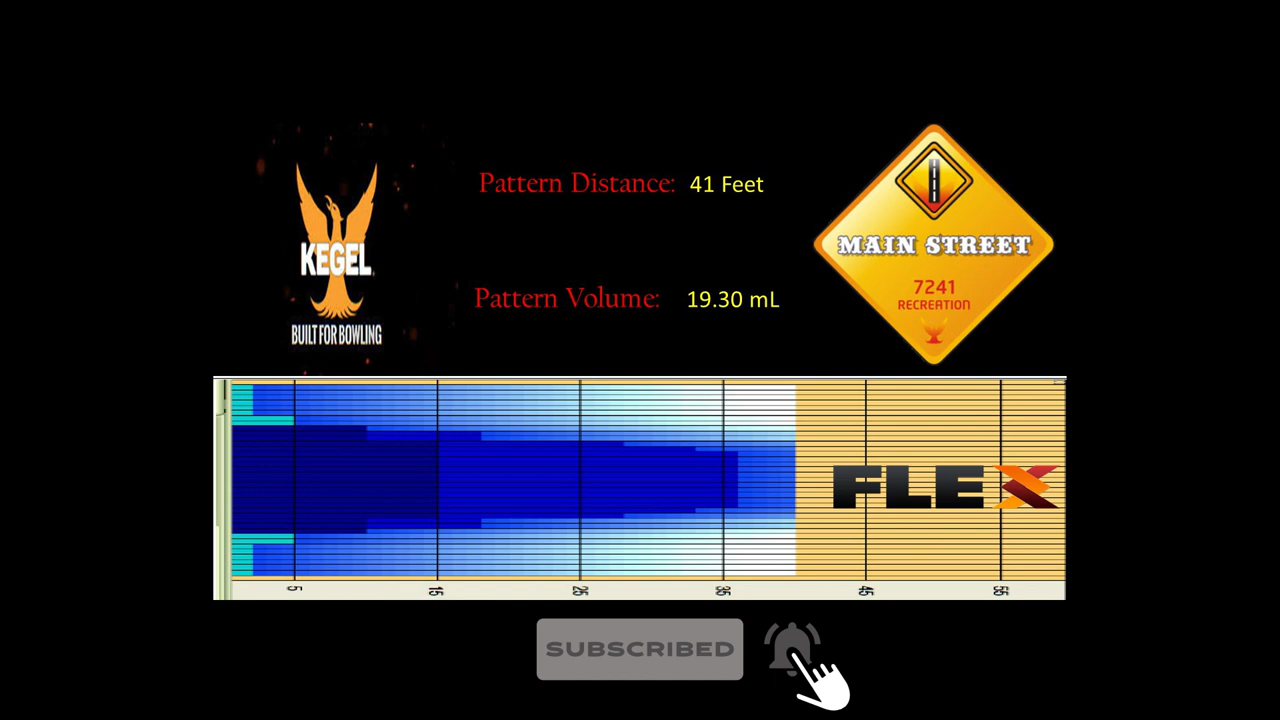 Pattern Distance: 41 Feet
KEGEL
BUILT FOR BOWLING
Pattern Volume: 19.30 mL
MAIN STREET
7241
RECREATION
FLEX
5 15 25 35 45 55
SUBSCRIBED